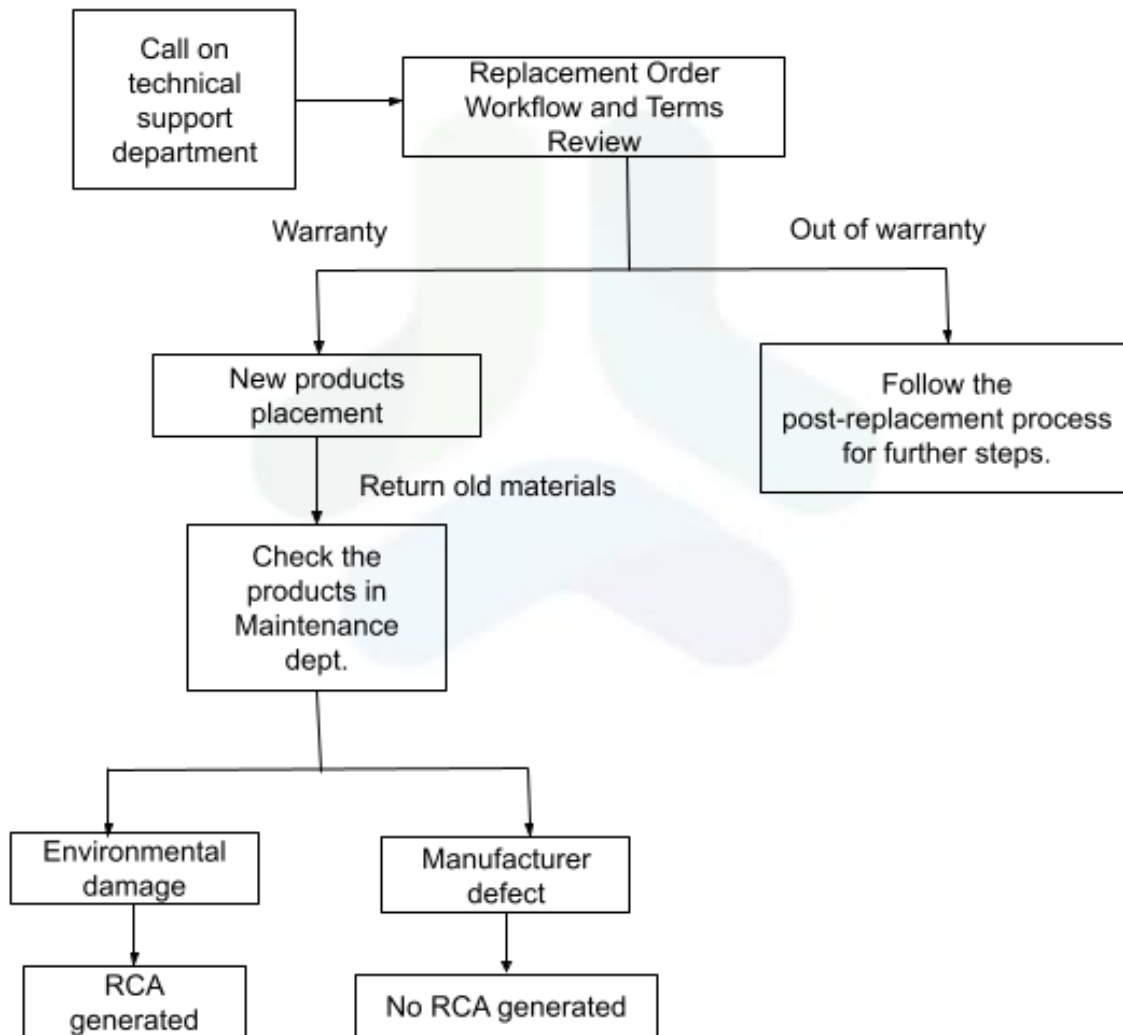 Call on
technical
support
department
Replacement Order
Workflow and Terms
Review
Warranty
Out of warranty
New products
placement
Follow the
post-replacement process
for further steps.
Return old materials
Check the
products in
Maintenance
dept.
Environmental
damage
Manufacturer
defect
RCA
generated
No RCA generated